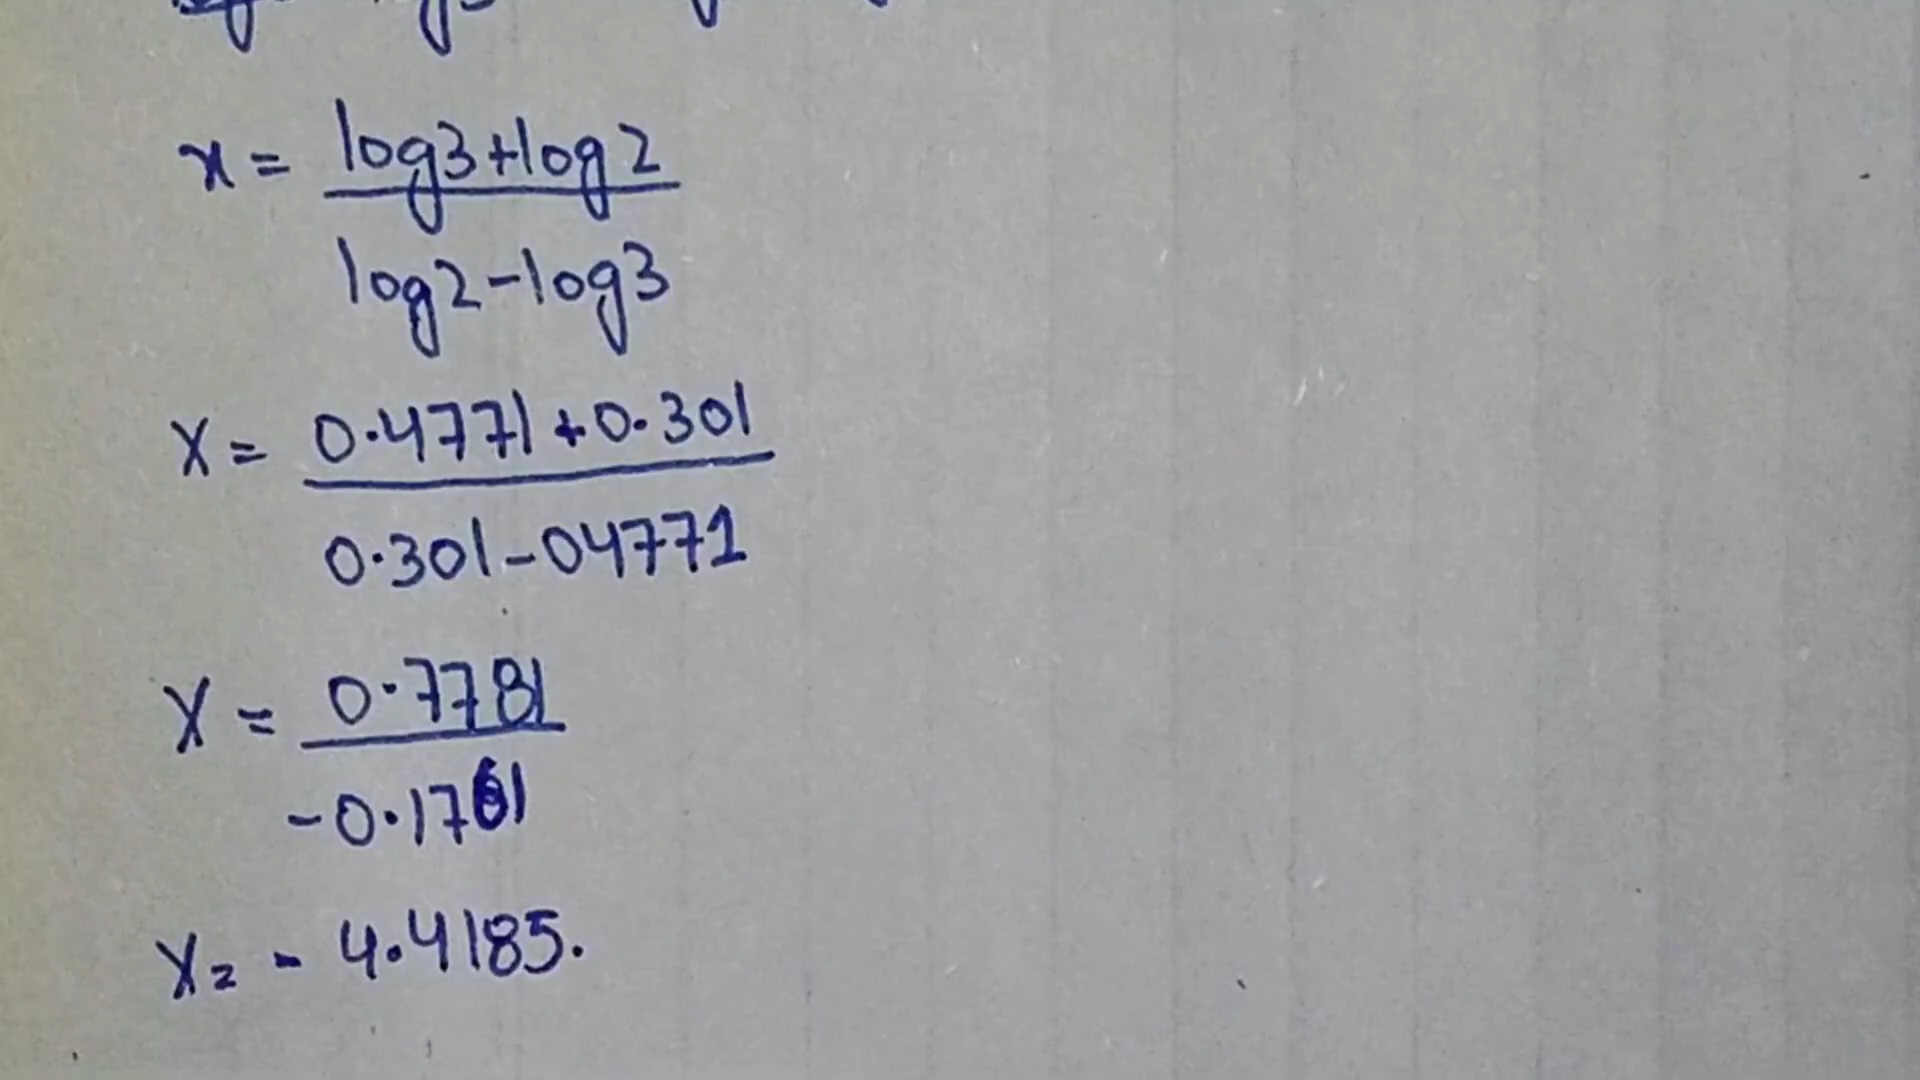 x = log3+log2
log2-log3
X = 0.4771+0.301
0.301-04771
X = 0.7781
-0.1761
X= - 4.4185.